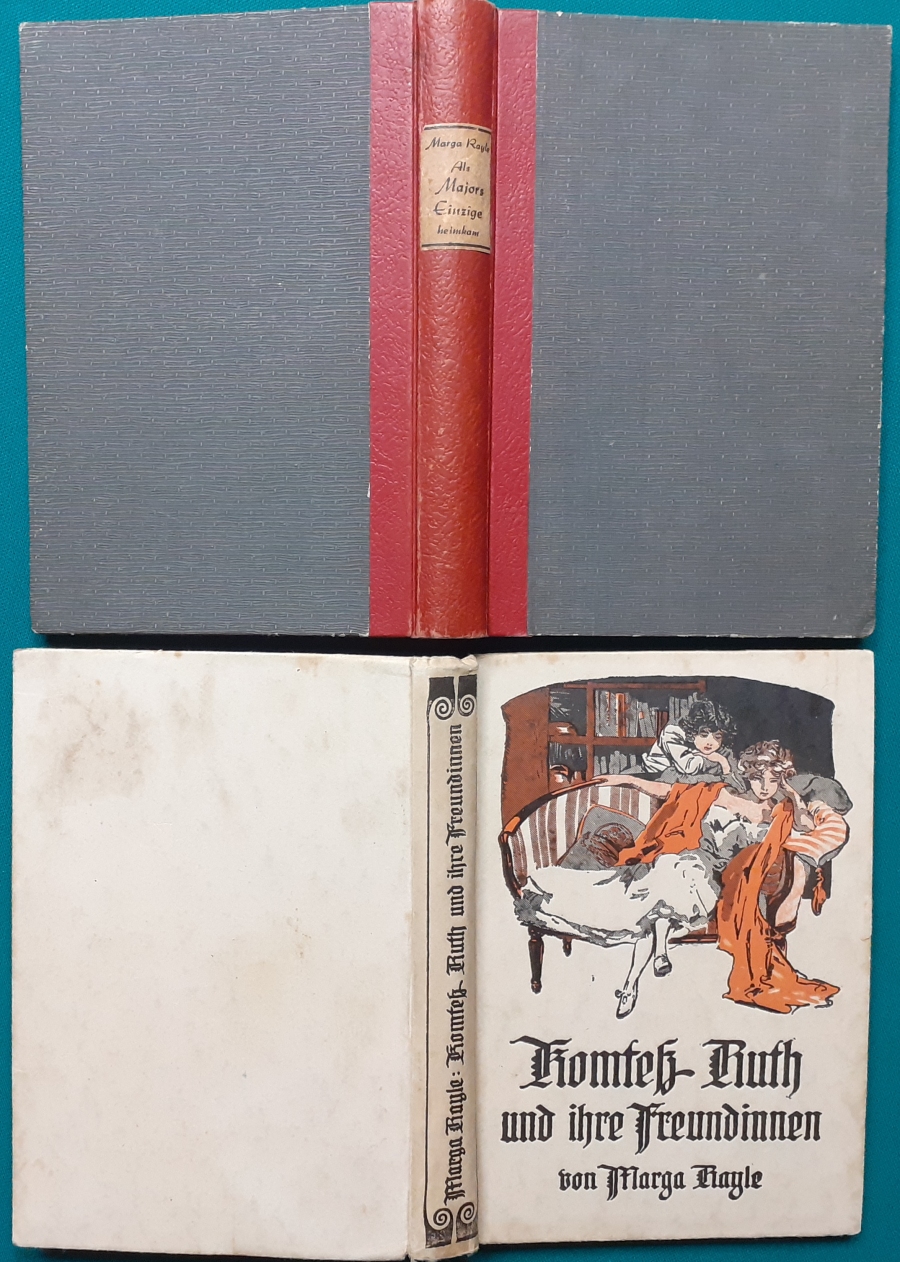 Marga Rayle
Als
Majors
Einzige
heimkam
Marga Rayle: Komteß Ruth und ihre Freundinnen
Komteß Ruth
und ihre Freundinnen
von Marga Rayle